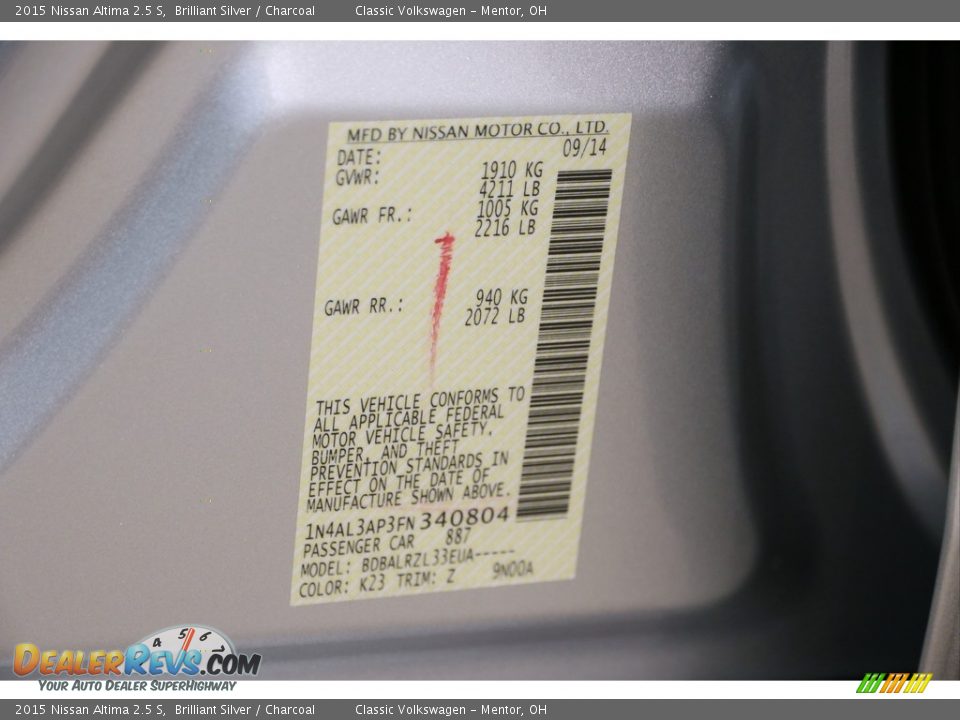 2015 Nissan Altima 2.5 S, Brilliant Silver / Charcoal Classic Volkswagen - Mentor, OH
MFD BY NISSAN MOTOR CO., LTD.
DATE: 09/14
GVWR: 1910 KG
4211 LB
GAWR FR.: 1005 KG
2216 LB
GAWR RR.: 940 KG
2072 LB
THIS VEHICLE CONFORMS TO
ALL APPLICABLE FEDERAL
MOTOR VEHICLE SAFETY,
BUMPER, AND THEFT
PREVENTION STANDARDS IN
EFFECT ON THE DATE OF
MANUFACTURE SHOWN ABOVE.
1N4AL3AP3FN340804
PASSENGER CAR 887
MODEL: BDBALRZL33EUA-----
COLOR: K23 TRIM: Z 9N00A
4 5 6
DEALERREVS.COM
YOUR AUTO DEALER SUPERHIGHWAY
2015 Nissan Altima 2.5 S, Brilliant Silver / Charcoal Classic Volkswagen - Mentor, OH